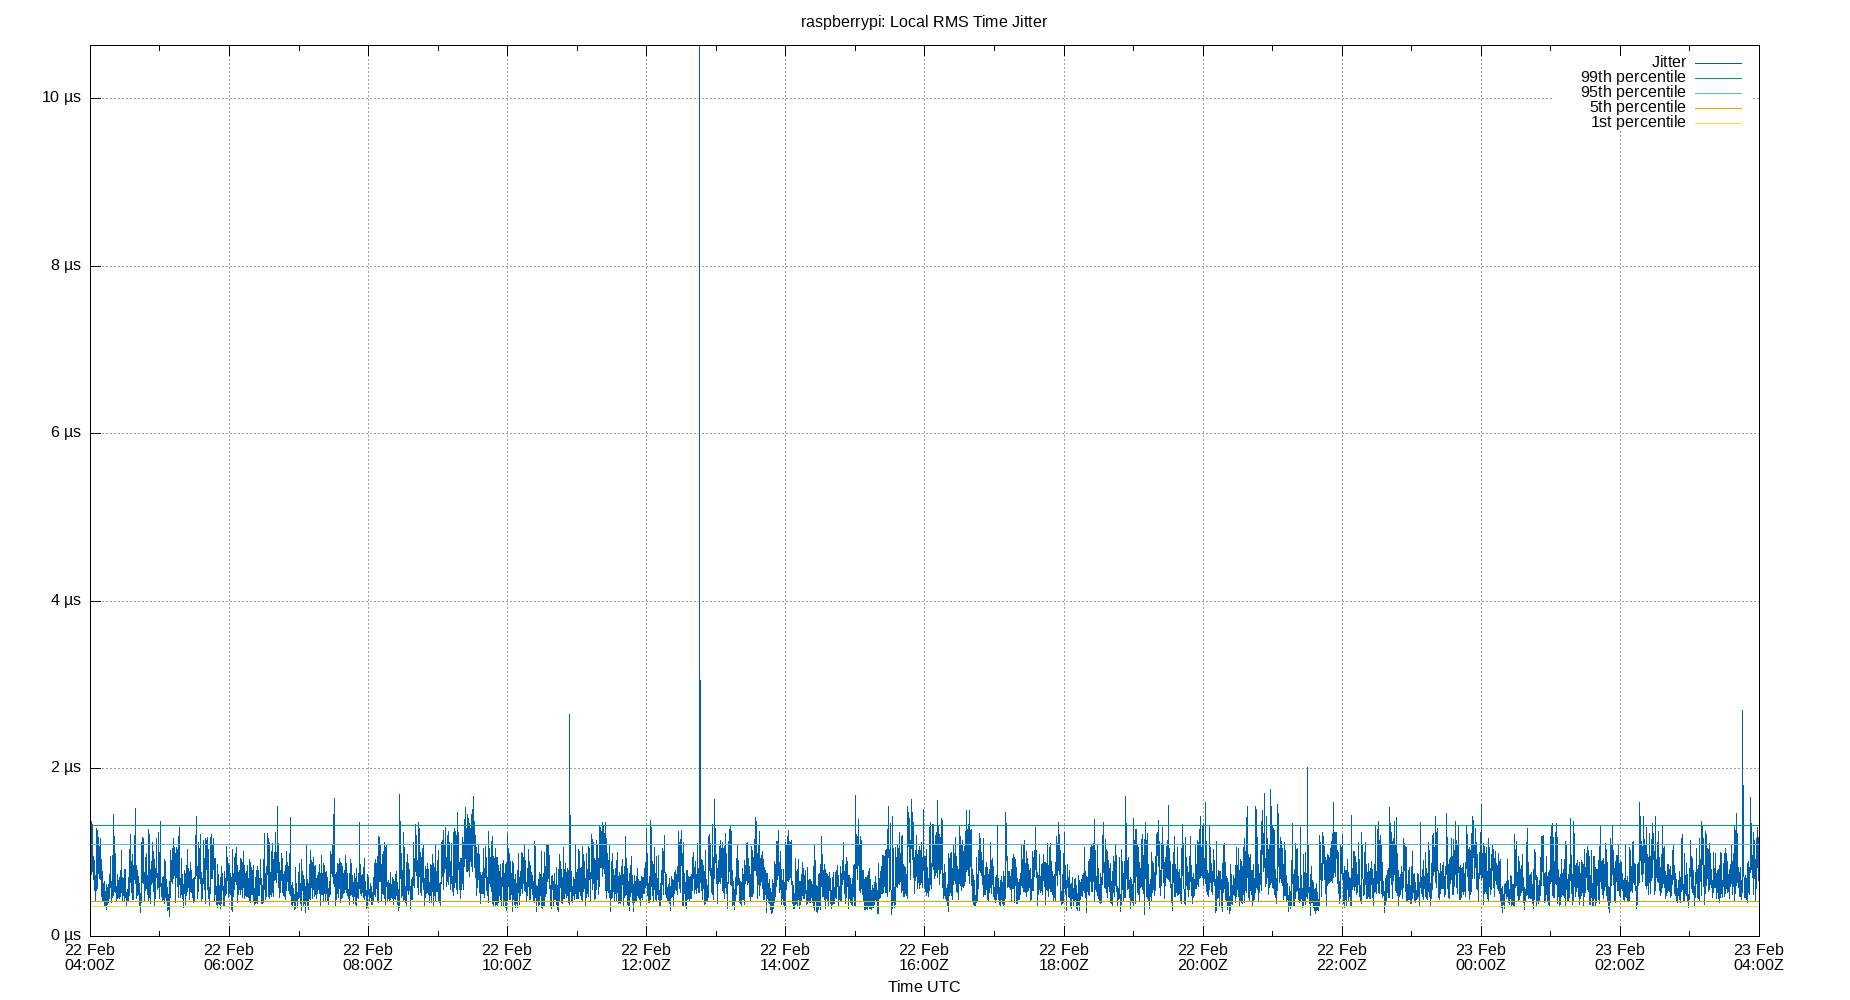 raspberrypi: Local RMS Time Jitter
Jitter
99th percentile
95th percentile
5th percentile
1st percentile
10 μs
8 μs
6 μs
4 μs
2 μs
0 μs
22 Feb 22 Feb 22 Feb 22 Feb 22 Feb 22 Feb 22 Feb 22 Feb 22 Feb 22 Feb 23 Feb 23 Feb 23 Feb
04:00Z 06:00Z 08:00Z 10:00Z 12:00Z 14:00Z 16:00Z 18:00Z 20:00Z 22:00Z 00:00Z 02:00Z 04:00Z
Time UTC